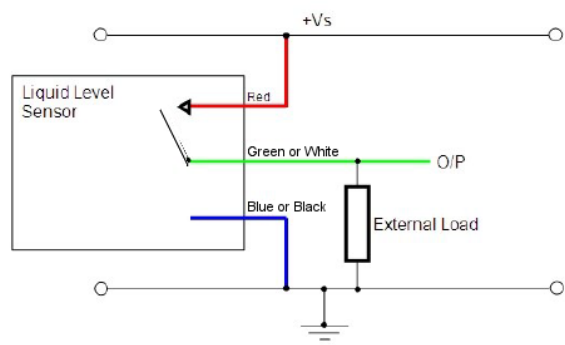 +Vs
Liquid Level
Sensor
Red
Green or White
O/P
Blue or Black
External Load